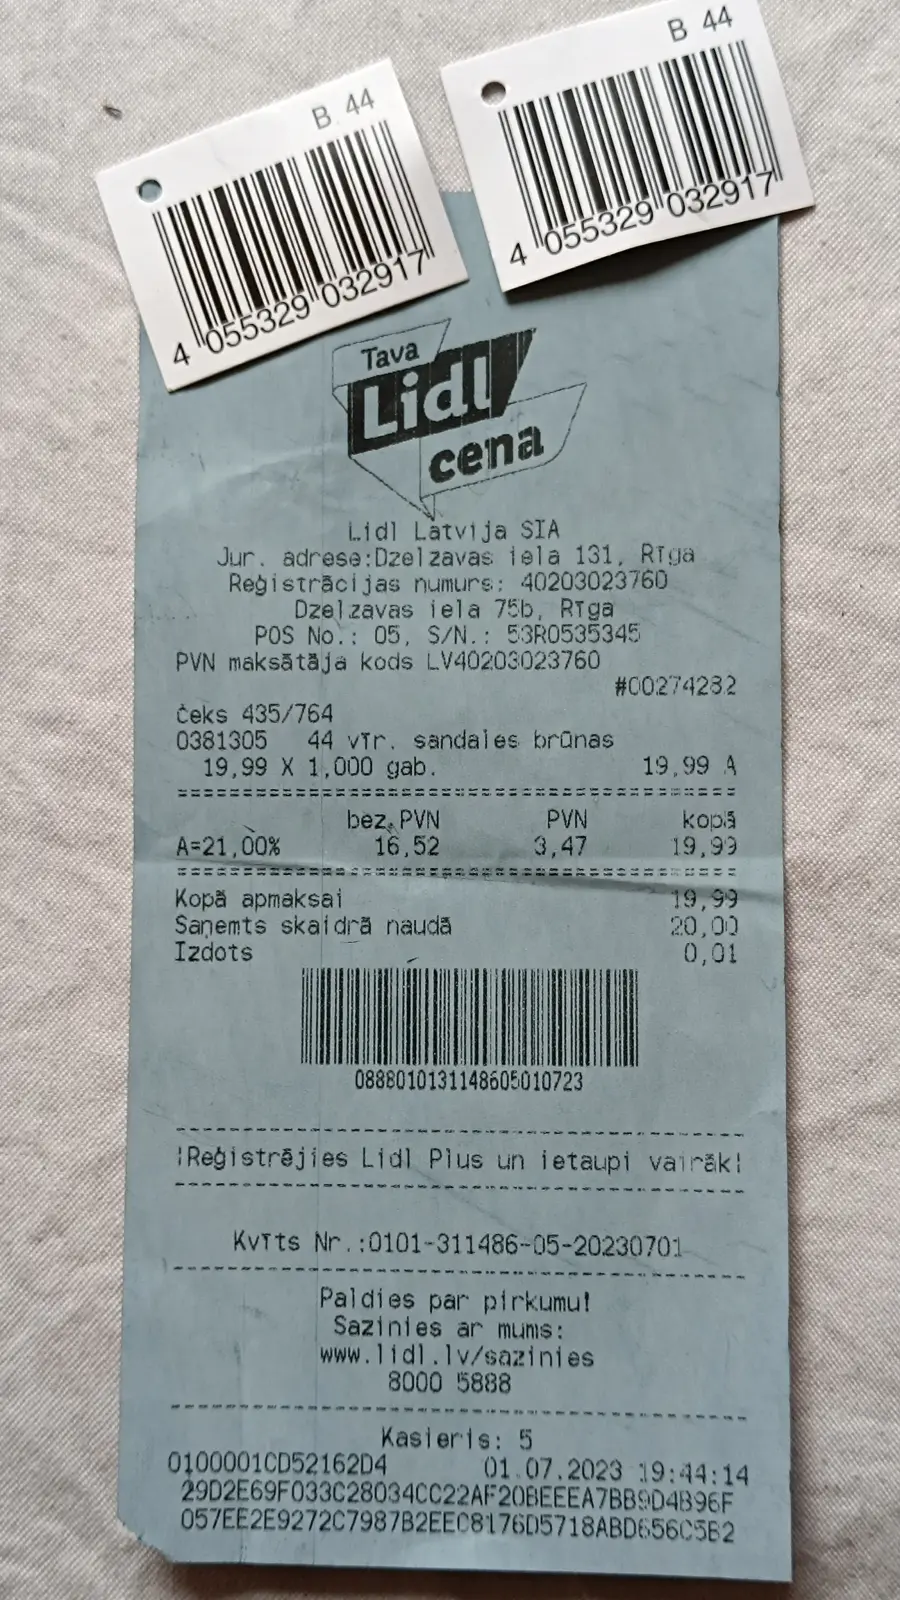 B 44
4 055329 032917
B 44
4 055329 032917
Tava
Lidl
cena
Lidl Latvija SIA
Jur. adrese:Dzelzavas iela 131, Rīga
Reģistrācijas numurs: 40203023760
Dzelzavas iela 75b, Rīga
POS No.: 05, S/N.: 53R0535345
PVN maksātāja kods LV40203023760
#00274282
čeks 435/764
0381305 44 vīr. sandales brūnas
19,99 X 1,000 gab. 19,99 A
bez PVN PVN kopā
A=21,00% 16,52 3,47 19,99
Kopā apmaksai 19,99
Saņemts skaidrā naudā 20,00
Izdots 0,01
0888010131148605010723
!Reģistrējies Lidl Plus un ietaupi vairāk!
Kvīts Nr.:0101-311486-05-20230701
Paldies par pirkumu!
Sazinies ar mums:
www.lidl.lv/sazinies
8000 5888
Kasieris: 5
0100001CD52162D4 01.07.2023 19:44:14
29D2E69F033C28034CC22AF20BEEEA7BB9D4B96F
057EE2E9272C7987B2EEC8176D5718ABD656C5B2